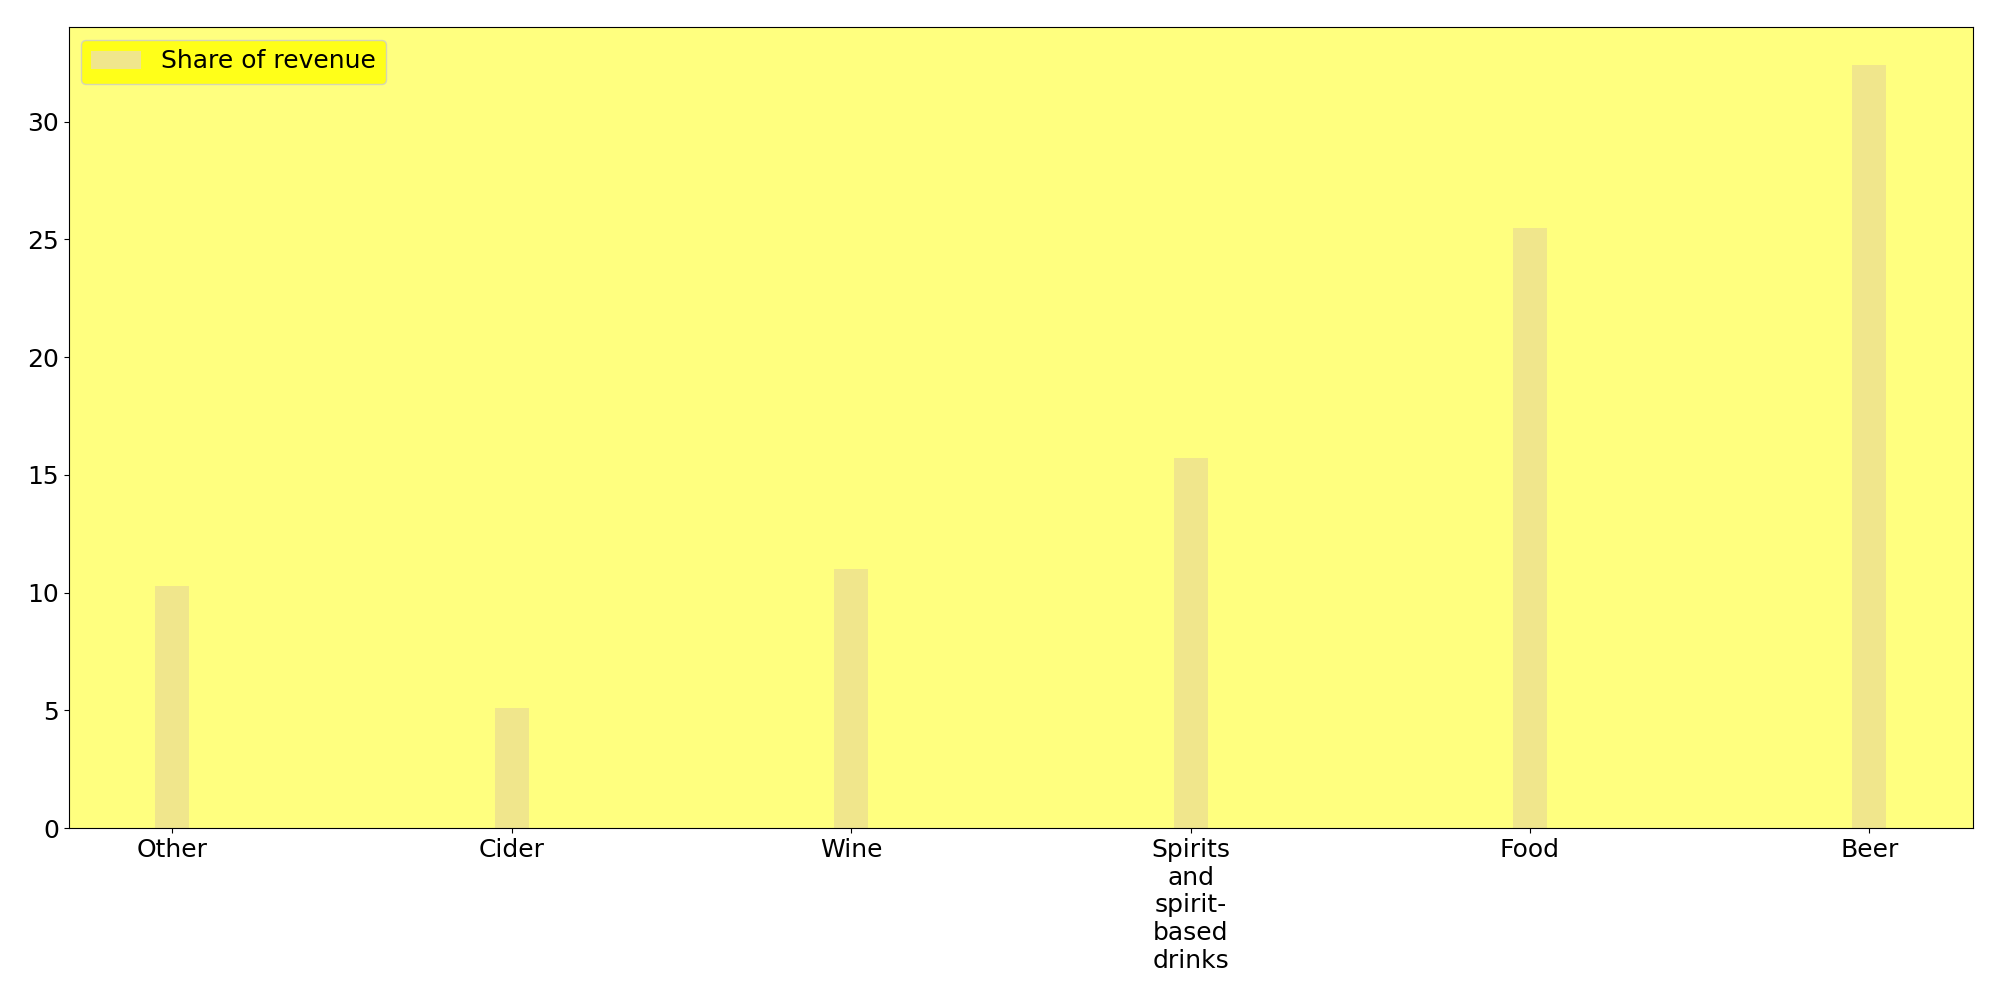 Share of revenue
30
25
20
15
10
5
0
Other
Cider
Wine
Spirits
and
spirit-
based
drinks
Food
Beer